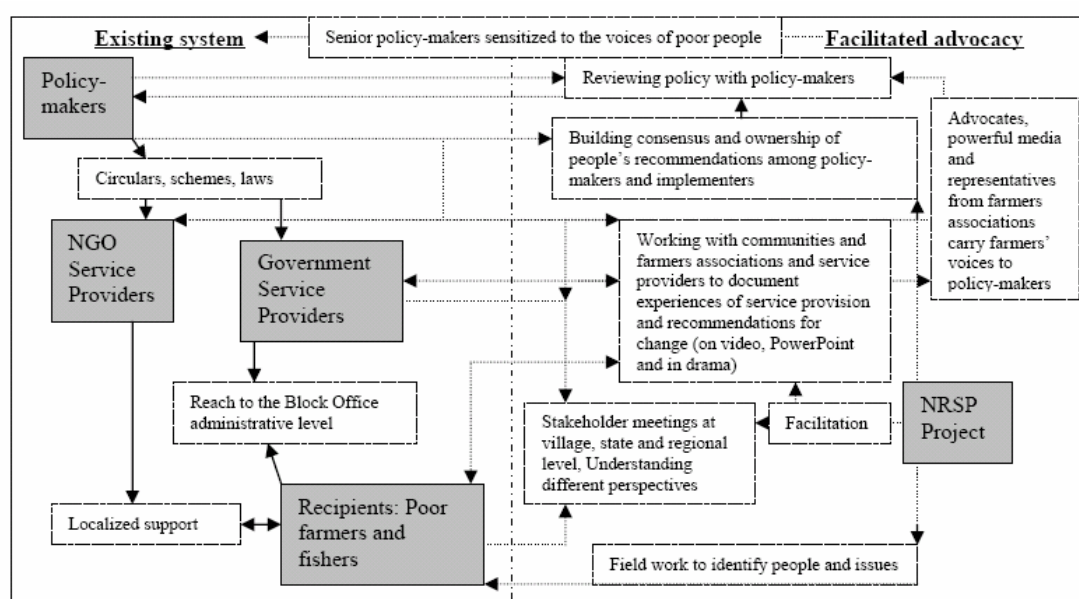 Existing system
Senior policy-makers sensitized to the voices of poor people
Facilitated advocacy
Policy-
makers
Reviewing policy with policy-makers
Building consensus and ownership of
people's recommendations among policy-
makers and implementers
Advocates,
powerful media
and
representatives
from farmers
associations
carry farmers'
voices to
policy-makers
Circulars, schemes, laws
NGO
Service
Providers
Government
Service
Providers
Working with communities and
farmers associations and service
providers to document
experiences of service provision
and recommendations for
change (on video, PowerPoint
and in drama)
Reach to the Block Office
administrative level
Stakeholder meetings at
village, state and regional
level, Understanding
different perspectives
Facilitation
NRSP
Project
Localized support
Recipients: Poor
farmers and
fishers
Field work to identify people and issues